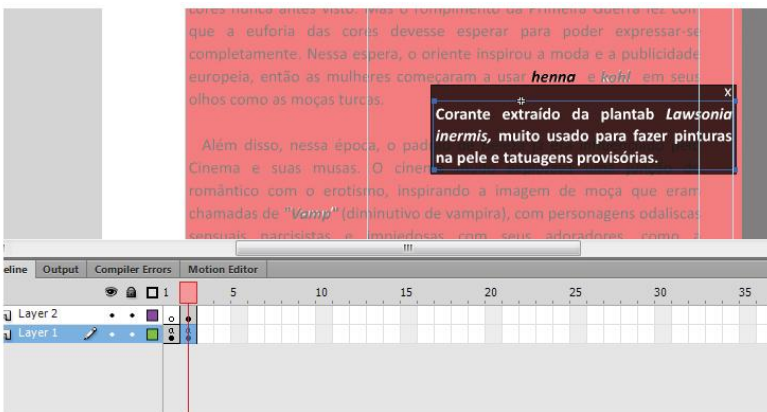 cores nunca antes visto. Mas o rompimento da Primeira Guerra fez com
que a euforia das cores devesse esperar para poder expressar-se
completamente. Nessa espera, o oriente inspirou a moda e a publicidade
europeia, então as mulheres começaram a usar henna e kohl em seus
olhos como as moças turcas.
X
Corante extraído da plantab Lawsonia
inermis, muito usado para fazer pinturas
na pele e tatuagens provisórias.
Além disso, nessa época, o
Cinema e suas musas. O
romântico com o erotismo, inspirando a imagem de moça que eram
chamadas de "Vamp" (diminutivo de vampira), com personagens odaliscas
sensuais narcisistas e impiedosas com seus adoradores, como a
eline Output Compiler Errors Motion Editor
1 5 10 15 20 25 30 35
Layer 2
Layer 1